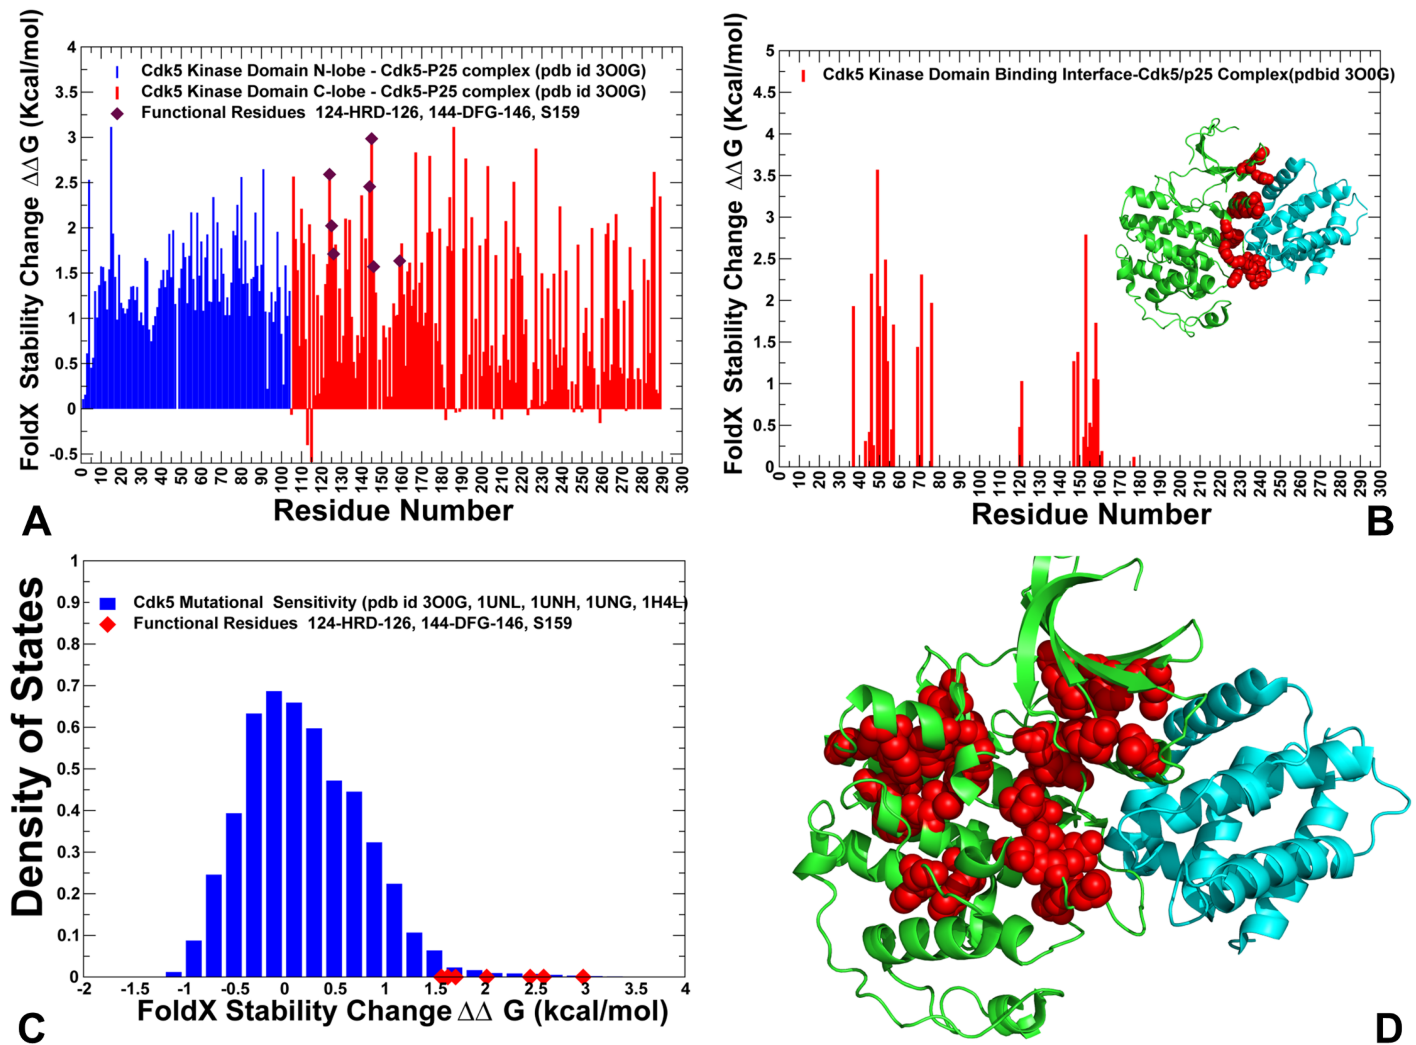 FoldX Stability Change ΔΔG (Kcal/mol)
4
3.5
3
2.5
2
1.5
1
0.5
0
-0.5
Cdk5 Kinase Domain N-lobe - Cdk5-P25 complex (pdb id 3O0G)
Cdk5 Kinase Domain C-lobe - Cdk5-P25 complex (pdb id 3O0G)
Functional Residues 124-HRD-126, 144-DFG-146, S159
0 10 20 30 40 50 60 70 80 90 100 110 120 130 140 150 160 170 180 190 200 210 220 230 240 250 260 270 280 290 300
Residue Number
A
FoldX Stability Change ΔΔG (Kcal/mol)
5
4.5
4
3.5
3
2.5
2
1.5
1
0.5
0
Cdk5 Kinase Domain Binding Interface-Cdk5/p25 Complex(pdbid 3O0G)
0 10 20 30 40 50 60 70 80 90 100 110 120 130 140 150 160 170 180 190 200 210 220 230 240 250 260 270 280 290 300
Residue Number
B
Density of States
1
0.9
0.8
0.7
0.6
0.5
0.4
0.3
0.2
0.1
0
Cdk5 Mutational Sensitivity (pdb id 3O0G, 1UNL, 1UNH, 1UNG, 1H4L)
Functional Residues 124-HRD-126, 144-DFG-146, S159
-2 -1.5 -1 -0.5 0 0.5 1 1.5 2 2.5 3 3.5 4
FoldX Stability Change ΔΔ G (kcal/mol)
C
D